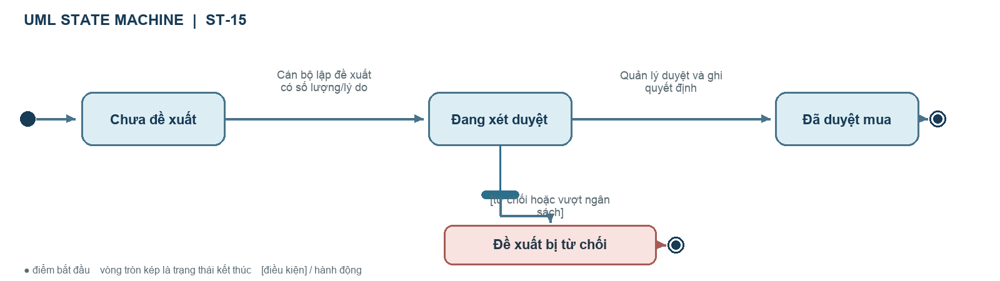 UML STATE MACHINE | ST-15
Cán bộ lập đề xuất
có số lượng/lý do
Quản lý duyệt và ghi
quyết định
Chưa đề xuất
Đang xét duyệt
Đã duyệt mua
[từ chối hoặc vượt ngân
sách]
Đề xuất bị từ chối
● điểm bắt đầu vòng tròn kép là trạng thái kết thúc [điều kiện] / hành động